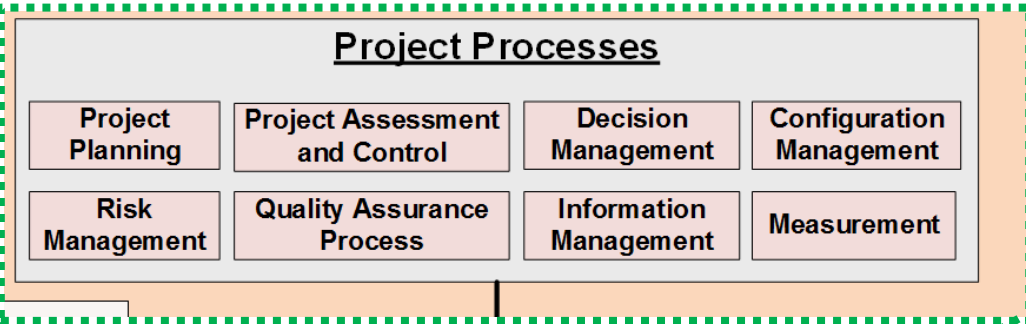 Project Processes
Project
Planning
Project Assessment
and Control
Decision
Management
Configuration
Management
Risk
Management
Quality Assurance
Process
Information
Management
Measurement